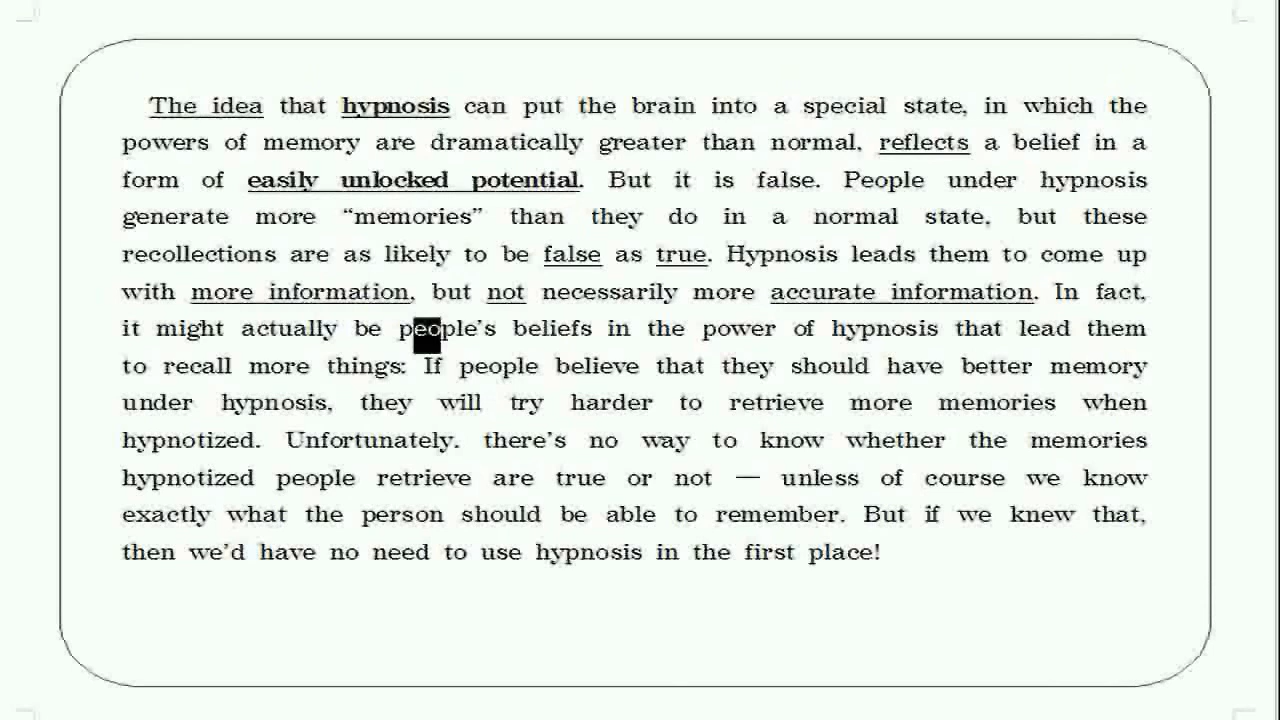 The idea that hypnosis can put the brain into a special state, in which the
powers of memory are dramatically greater than normal, reflects a belief in a
form of easily unlocked potential. But it is false. People under hypnosis
generate more “memories” than they do in a normal state, but these
recollections are as likely to be false as true. Hypnosis leads them to come up
with more information, but not necessarily more accurate information. In fact,
it might actually be people’s beliefs in the power of hypnosis that lead them
to recall more things: If people believe that they should have better memory
under hypnosis, they will try harder to retrieve more memories when
hypnotized. Unfortunately, there’s no way to know whether the memories
hypnotized people retrieve are true or not — unless of course we know
exactly what the person should be able to remember. But if we knew that,
then we’d have no need to use hypnosis in the first place!